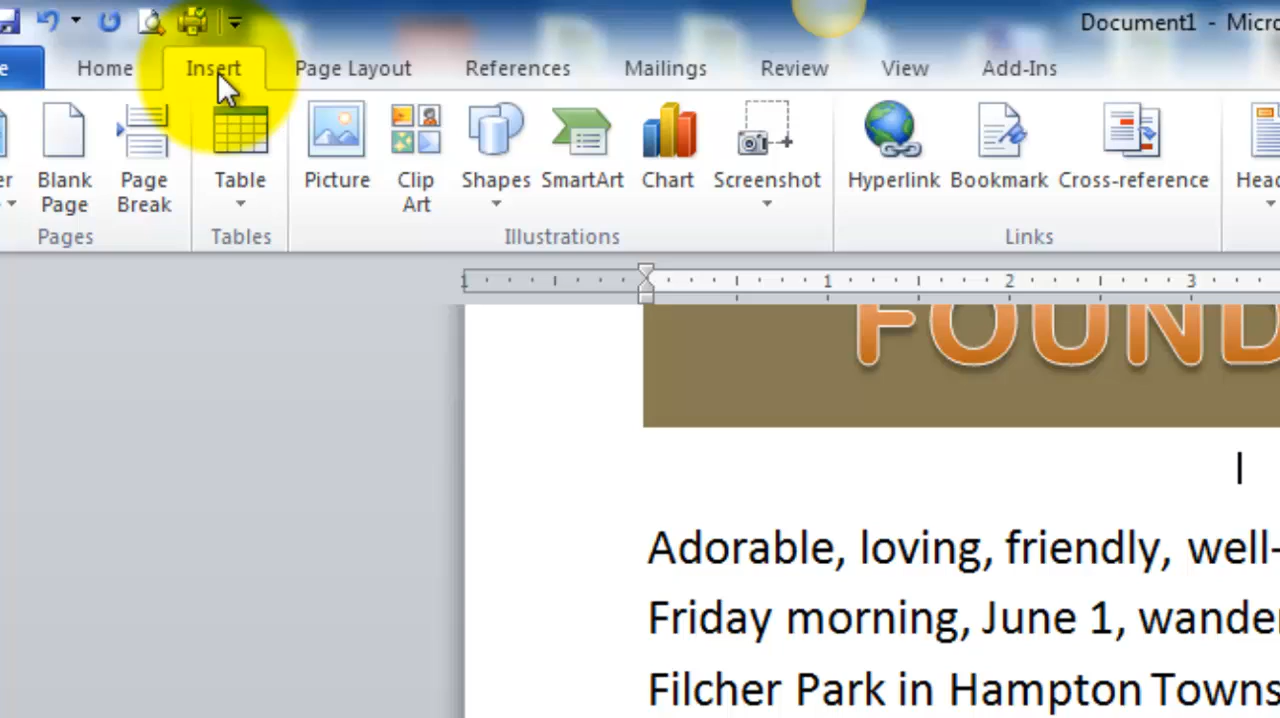 Document1 - Micro
Home Insert Page Layout References Mailings Review View Add-Ins
Blank Page
Page Break
Table
Picture
Clip Art
Shapes
SmartArt
Chart
Screenshot
Hyperlink
Bookmark
Cross-reference
Head
Pages Tables Illustrations Links
1 1 2 3
FOUND
Adorable, loving, friendly, well-
Friday morning, June 1, wande
Filcher Park in Hampton Towns